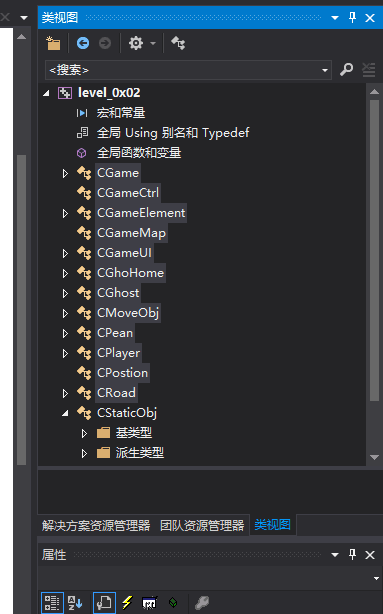 类视图
<搜索>
level_0x02
宏和常量
全局 Using 别名和 Typedef
全局函数和变量
CGame
CGameCtrl
CGameElement
CGameMap
CGameUI
CGhoHome
CGhost
CMoveObj
CPean
CPlayer
CPostion
CRoad
CStaticObj
基类型
派生类型
解决方案资源管理器 团队资源管理器 类视图
属性